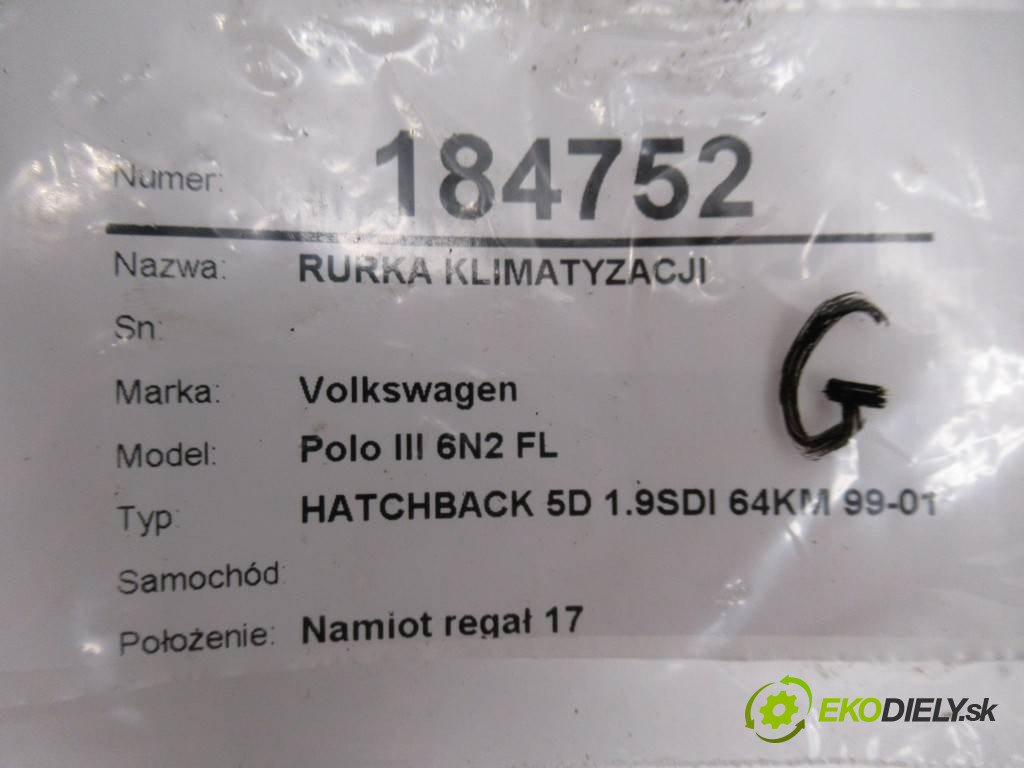 Numer: 184752
Nazwa: RURKA KLIMATYZACJI
Sn:
Marka: Volkswagen
Model: Polo III 6N2 FL
Typ: HATCHBACK 5D 1.9SDI 64KM 99-01
Samochód:
Położenie: Namiot regał 17
G
EKODIELY.sk